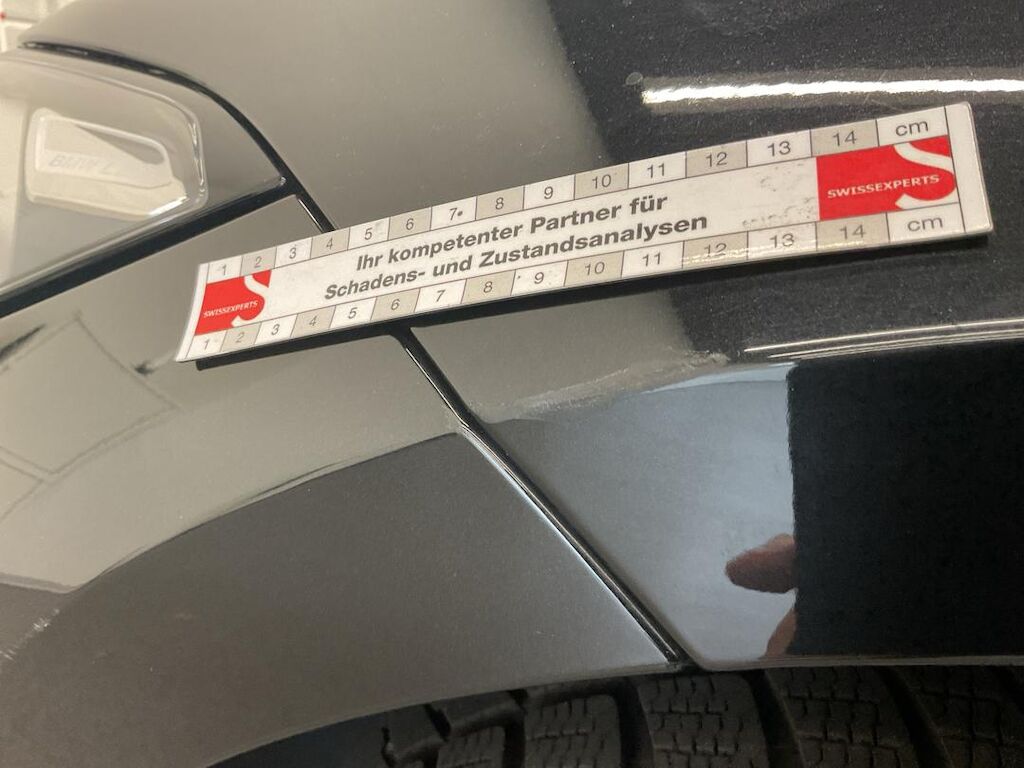 1 2 3 4 5 6 7 8 9 10 11 12 13 14 cm
Ihr kompetenter Partner für
Schadens- und Zustandsanalysen
SWISSEXPERTS
SWISSEXPERTS
1 2 3 4 5 6 7 8 9 10 11 12 13 14 cm